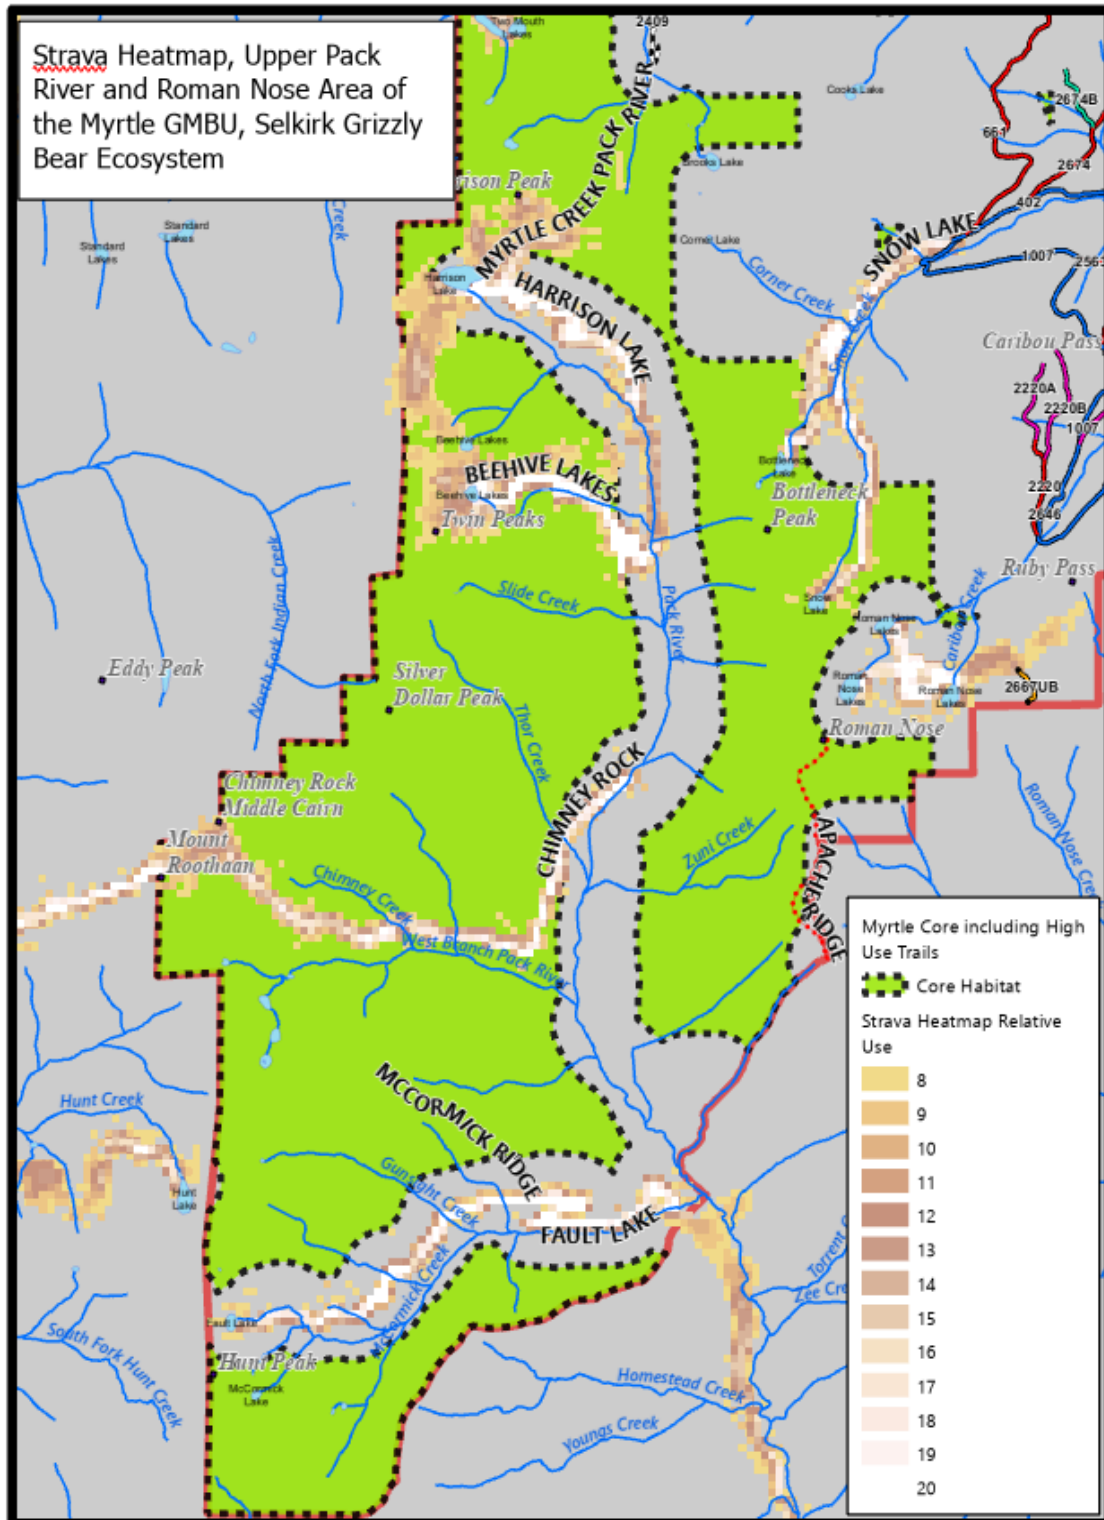 Strava Heatmap, Upper Pack
River and Roman Nose Area of
the Myrtle GMBU, Selkirk Grizzly
Bear Ecosystem
Two Mouth
Lakes
2409
Cooks Lake
2674B
661
2674
Brooks Lake
rison Peak
MYRTLE CREEK PACK RIVER
402
Standard
Lakes
Standard
Lakes
Creek
Corner Lake
SNOW LAKE
1007
Corner Creek
Harrison
Lake
HARRISON LAKE
Snow Creek
Caribou Pass
2220A
2220B
1007
Beehive Lakes
BEEHIVE LAKES
Beehive Lakes
Twin Peaks
Bottleneck
Lake
Bottleneck
Peak
2220
2646
North Fork Indian Creek
Slide Creek
Pack River
Ruby Pass
Snow
Lake
Roman Nose
Lakes
Caribou Creek
Eddy Peak
Silver
Dollar Peak
Roman
Nose
Lakes
Roman Nose
Lakes
2667UB
Roman Nose
Thor Creek
Chimney Rock
Middle Cairn
CHIMNEY ROCK
Roman Nose Creek
Mount
Roothaan
Zuni Creek
APACHE RIDGE
Chimney Creek
West Branch Pack River
Myrtle Core including High
Use Trails
Core Habitat
Strava Heatmap Relative
Use
8
9
10
11
12
13
14
15
16
17
18
19
20
MCCORMICK RIDGE
Hunt Creek
Gunsight Creek
Hunt
Lake
FAULT LAKE
Torrent C
Zee Cre
McCormick Creek
Fault Lake
South Fork Hunt Creek
Hunt Peak
McCormick
Lake
Homestead Creek
Youngs Creek